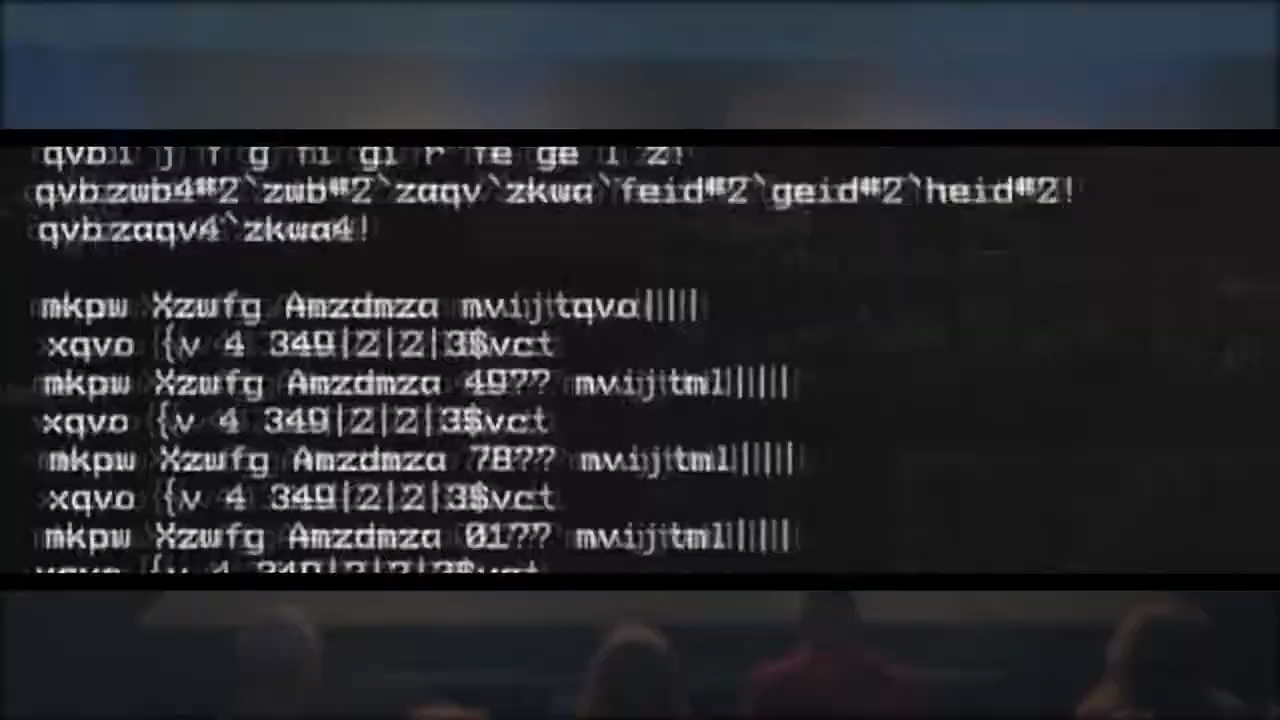 qvbzwb4#2`zwb#2`zaqv`zkwa`feid#2`geid#2`heid#2!
qvbzaqv4`zkwa4!
mkpw Xzwfg Amzdmza mvijtqvo|||||
xqvo {v 4 349|2|2|3$vct
mkpw Xzwfg Amzdmza 49?? mvijtml|||||
xqvo {v 4 349|2|2|3$vct
mkpw Xzwfg Amzdmza 78?? mvijtml|||||
xqvo {v 4 349|2|2|3$vct
mkpw Xzwfg Amzdmza 01?? mvijtml|||||